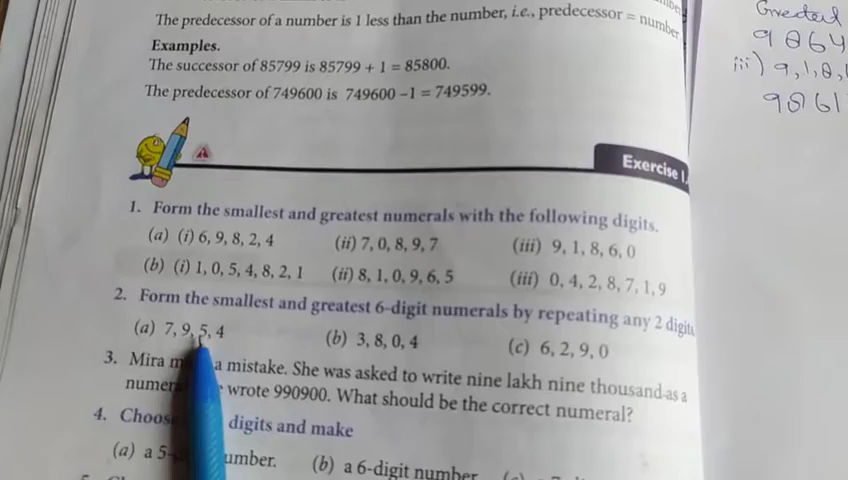 The predecessor of a number is 1 less than the number, i.e., predecessor = number
Examples.
The successor of 85799 is 85799 + 1 = 85800.
The predecessor of 749600 is 749600 –1 = 749599.
Exercise 1.
1. Form the smallest and greatest numerals with the following digits.
(a) (i) 6, 9, 8, 2, 4 (ii) 7, 0, 8, 9, 7 (iii) 9, 1, 8, 6, 0
(b) (i) 1, 0, 5, 4, 8, 2, 1 (ii) 8, 1, 0, 9, 6, 5 (iii) 0, 4, 2, 8, 7, 1, 9
2. Form the smallest and greatest 6-digit numerals by repeating any 2 digits
(a) 7, 9, 5, 4 (b) 3, 8, 0, 4 (c) 6, 2, 9, 0
3. Mira a mistake. She was asked to write nine lakh nine thousand as a
wrote 990900. What should be the correct numeral?
4. digits and make
(a) a 5- (b) a 6-digit number
9864
iii) 9, 1, 8,
9861